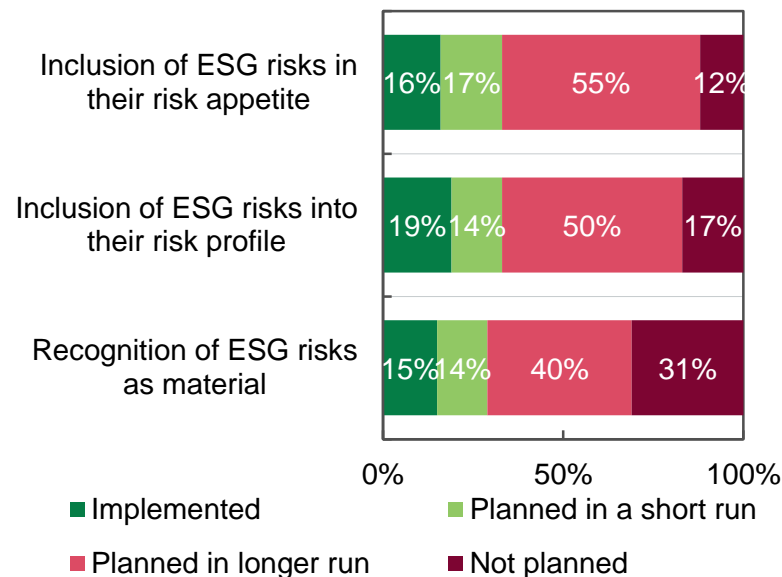 Inclusion of ESG risks in
their risk appetite
16% 17% 55% 12%
Inclusion of ESG risks into
their risk profile
19% 14% 50% 17%
Recognition of ESG risks
as material
15% 14% 40% 31%
0% 50% 100%
Implemented
Planned in a short run
Planned in longer run
Not planned